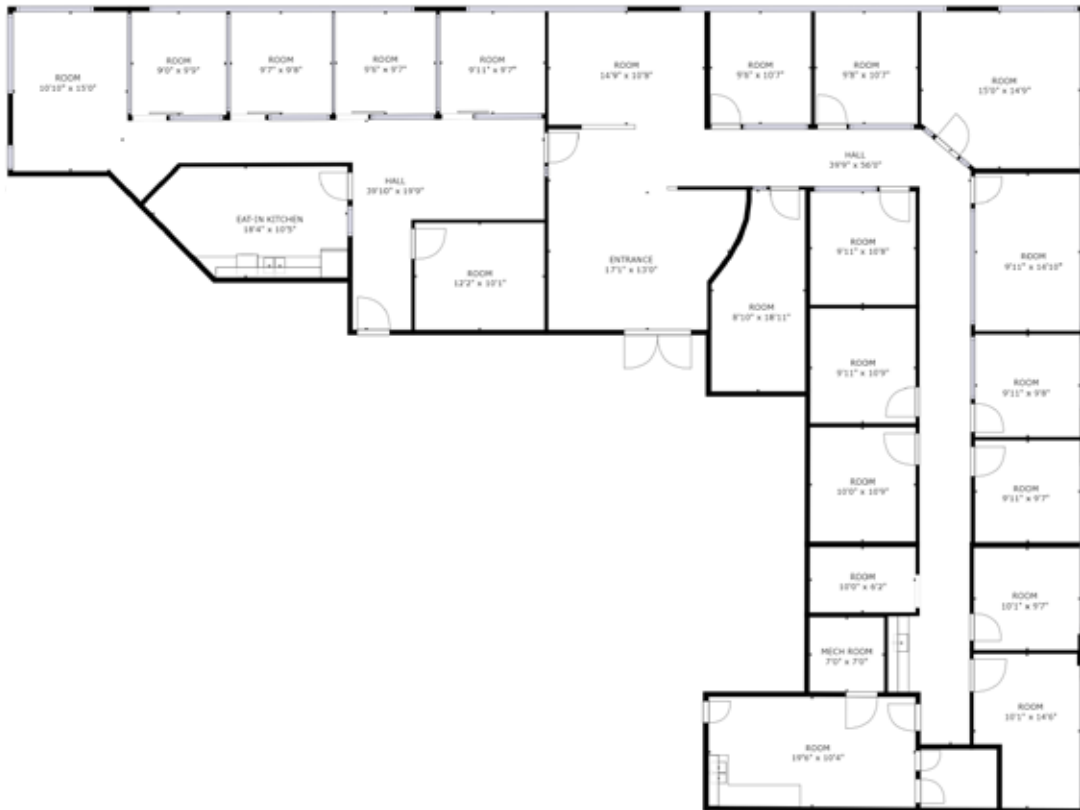 ROOM
10'10" x 15'0"
ROOM
9'0" x 9'9"
ROOM
9'7" x 9'8"
ROOM
9'6" x 9'7"
ROOM
9'11" x 9'7"
ROOM
14'9" x 10'8"
ROOM
9'6" x 10'7"
ROOM
9'8" x 10'7"
ROOM
15'0" x 14'9"
HALL
39'10" x 19'9"
HALL
39'9" x 56'0"
EAT-IN KITCHEN
18'4" x 10'5"
ROOM
12'2" x 10'1"
ENTRANCE
17'1" x 13'0"
ROOM
8'10" x 18'11"
ROOM
9'11" x 10'8"
ROOM
9'11" x 14'10"
ROOM
9'11" x 10'9"
ROOM
9'11" x 9'8"
ROOM
10'0" x 10'9"
ROOM
9'11" x 9'7"
ROOM
10'0" x 6'2"
ROOM
10'1" x 9'7"
MECH ROOM
7'0" x 7'0"
ROOM
10'1" x 14'6"
ROOM
19'6" x 10'4"